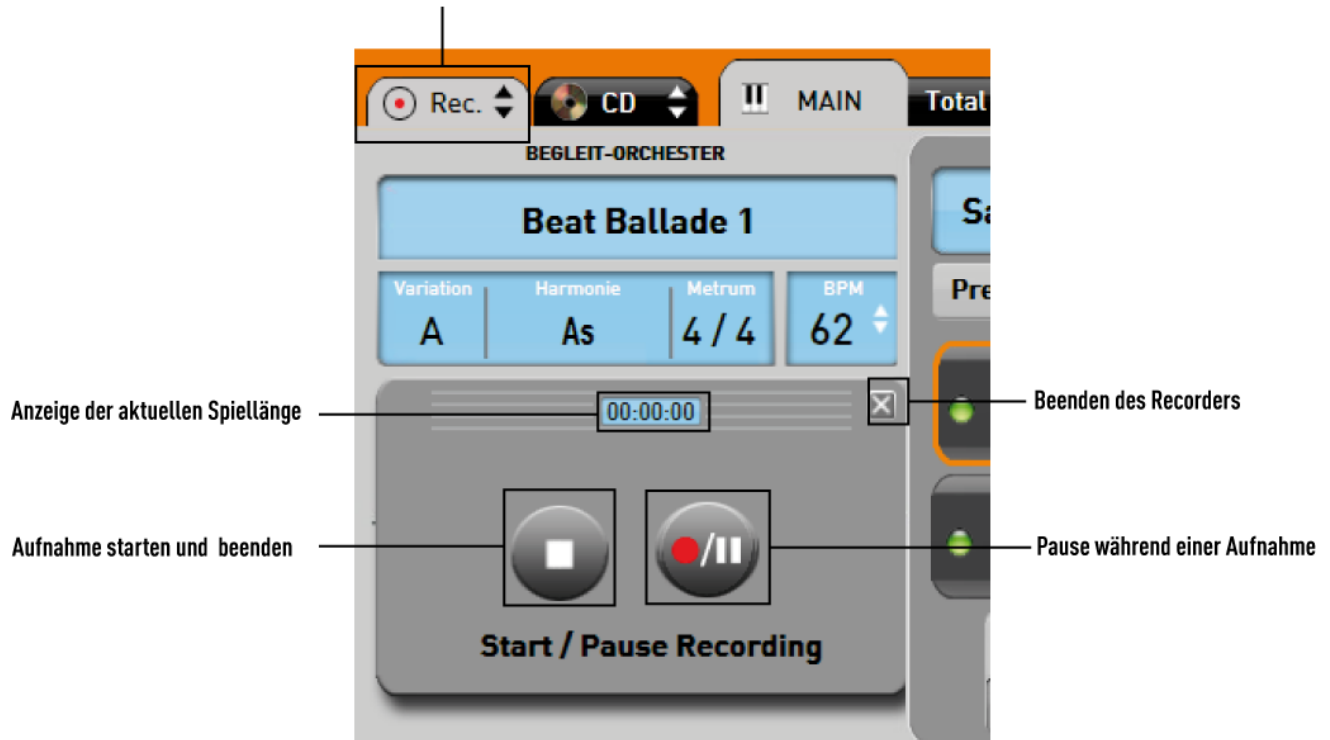 Rec.
CD
MAIN
Total
BEGLEIT-ORCHESTER
Beat Ballade 1
Variation Harmonie Metrum BPM
A As 4 / 4 62
Pre
Anzeige der aktuellen Spiellänge
00:00:00
Beenden des Recorders
Aufnahme starten und beenden
Pause während einer Aufnahme
Start / Pause Recording